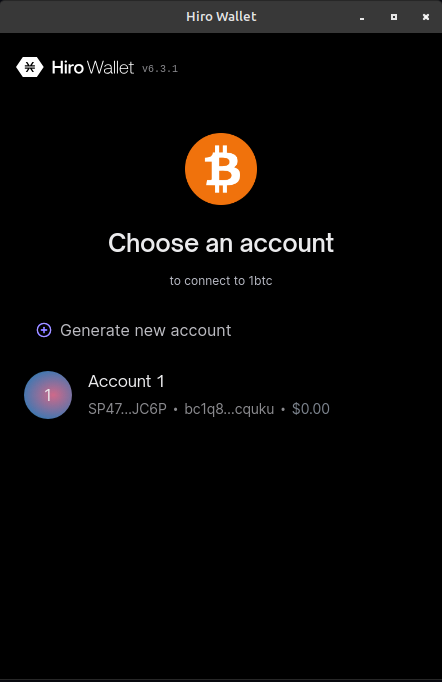 Hiro Wallet
Hiro Wallet v6.3.1
Choose an account
to connect to 1btc
Generate new account
1
Account 1
SP47...JC6P • bc1q8...cquku • $0.00